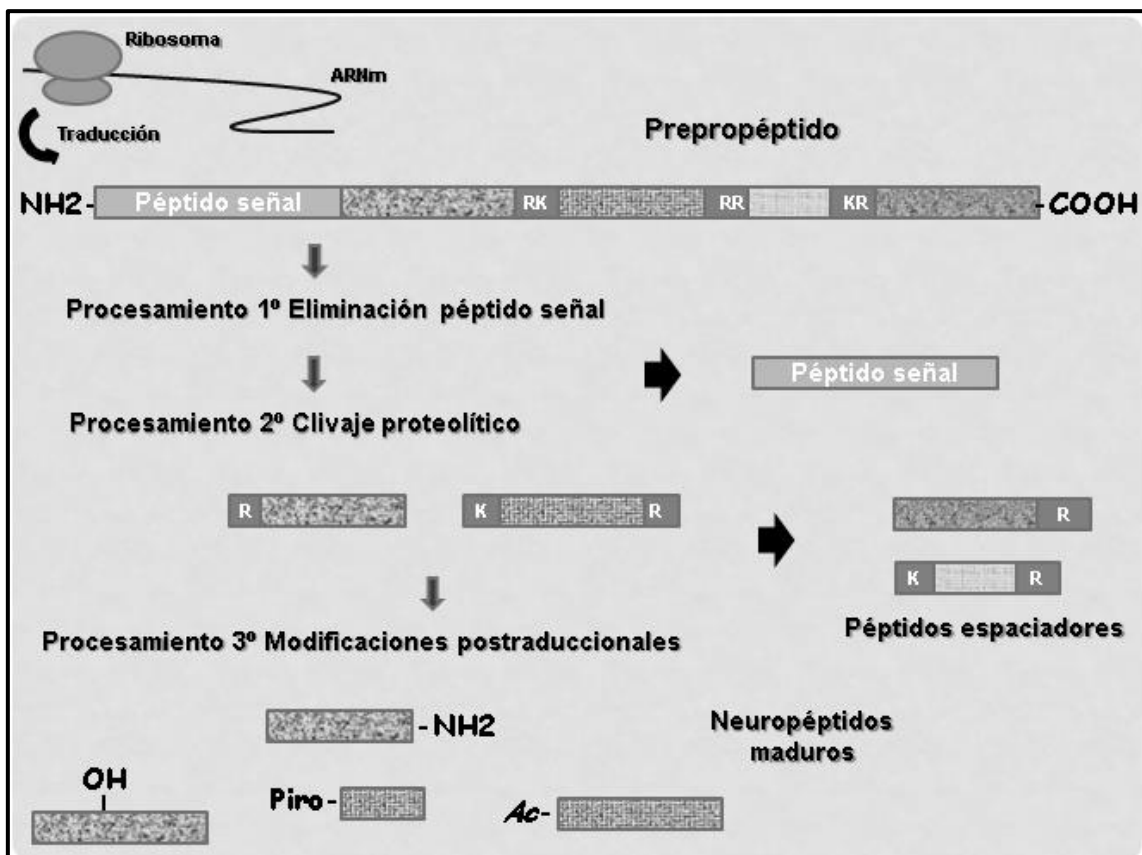 Ribosoma
ARNm
Traducción
Prepropéptido
NH2- Péptido señal RK RR KR -COOH
Procesamiento 1º Eliminación péptido señal
Péptido señal
Procesamiento 2º Clivaje proteolítico
R K R R
K R
Péptidos espaciadores
Procesamiento 3º Modificaciones postraduccionales
-NH2
Neuropéptidos
maduros
OH
Piro- Ac-